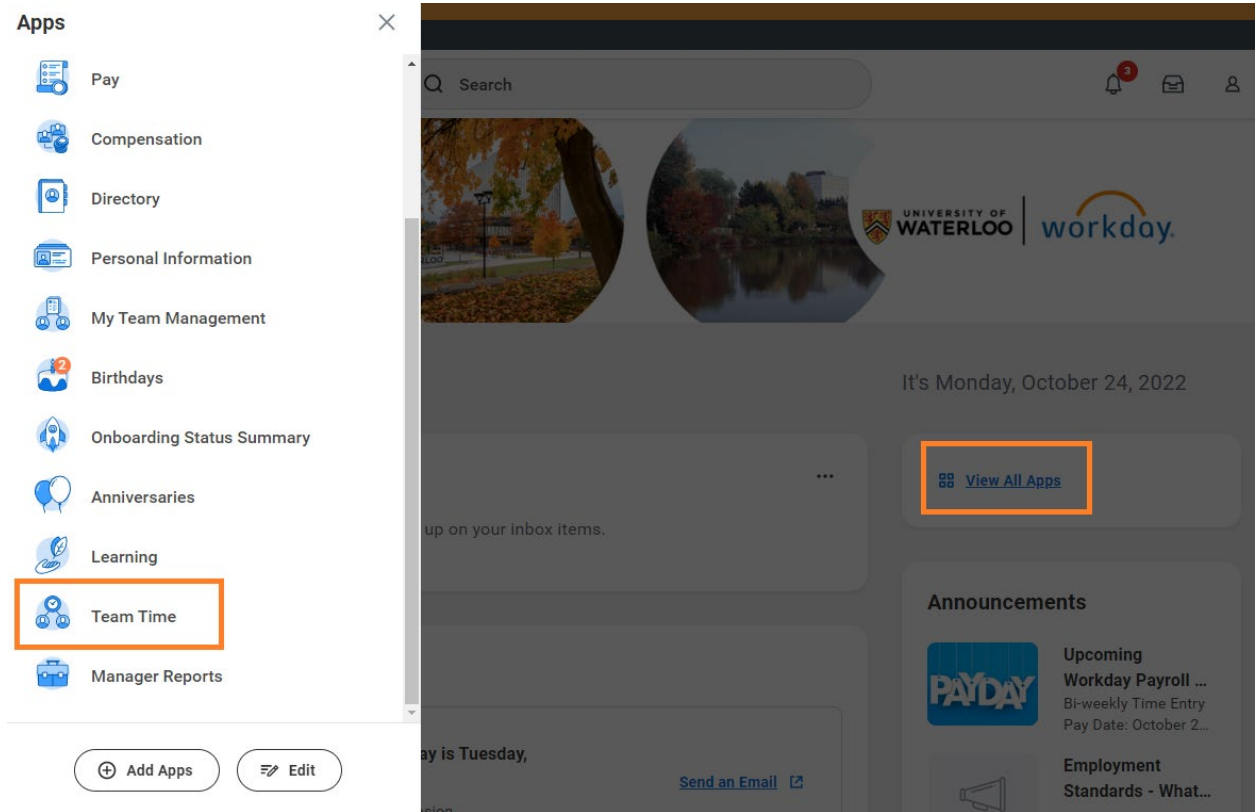 Apps
Pay
Compensation
Directory
Personal Information
My Team Management
2
Birthdays
Onboarding Status Summary
Anniversaries
Learning
Team Time
Manager Reports
Add Apps
Edit
Search
3
UNIVERSITY OF
WATERLOO
workday.
It's Monday, October 24, 2022
View All Apps
up on your inbox items.
Announcements
PAYDAY
Upcoming
Workday Payroll ...
Bi-weekly Time Entry
Pay Date: October 2...
ay is Tuesday,
Send an Email
Employment
Standards - What...